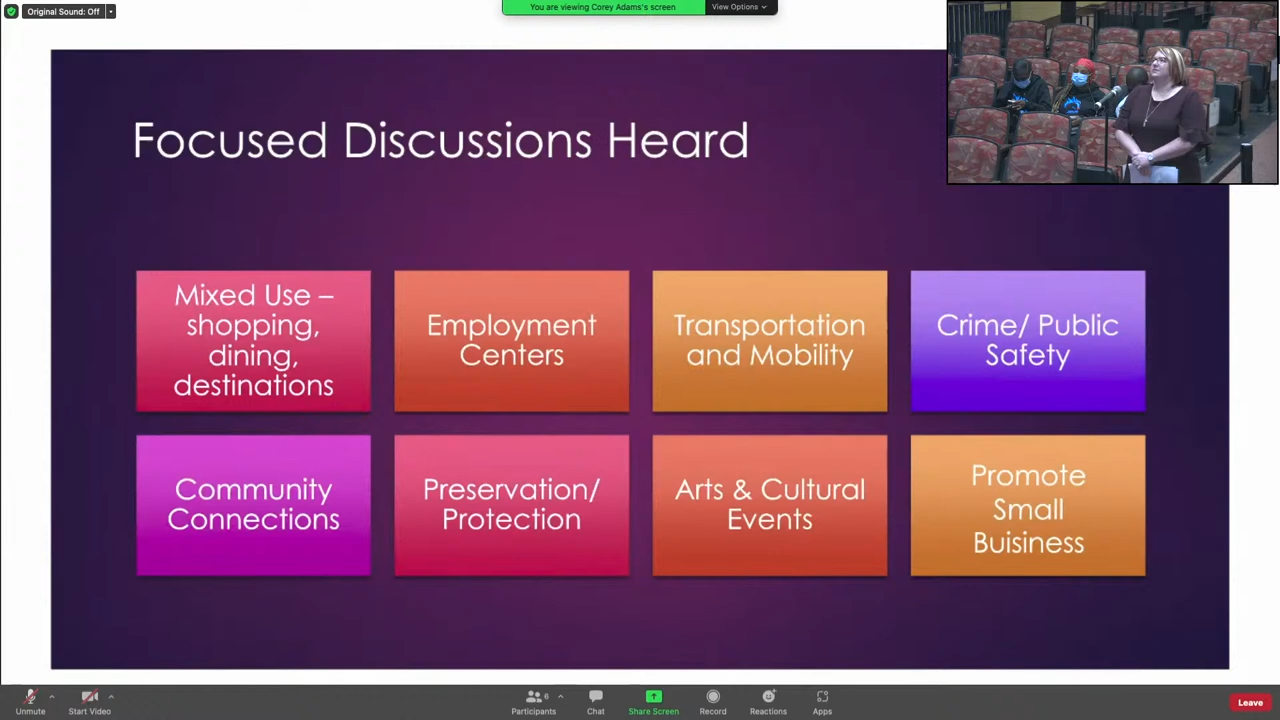 Original Sound: Off
You are viewing Corey Adams's screen
View Options
Focused Discussions Heard
Mixed Use –
shopping,
dining,
destinations
Employment
Centers
Transportation
and Mobility
Crime/ Public
Safety
Community
Connections
Preservation/
Protection
Arts & Cultural
Events
Promote
Small
Buisiness
Unmute
Start Video
6
Participants
Chat
Share Screen
Record
Reactions
Apps
Leave